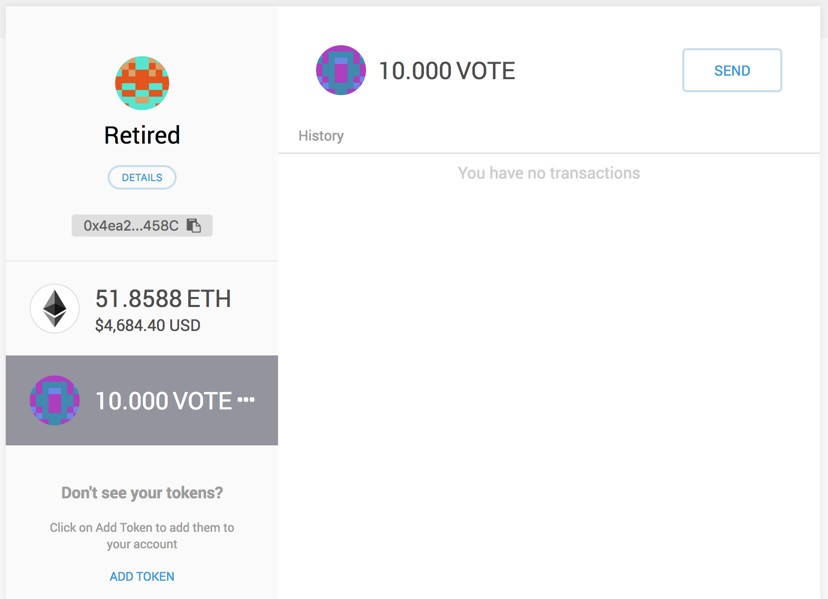 Retired
DETAILS
0x4ea2...458C
51.8588 ETH
$4,684.40 USD
10.000 VOTE ···
Don't see your tokens?
Click on Add Token to add them to
your account
ADD TOKEN
10.000 VOTE
SEND
History
You have no transactions